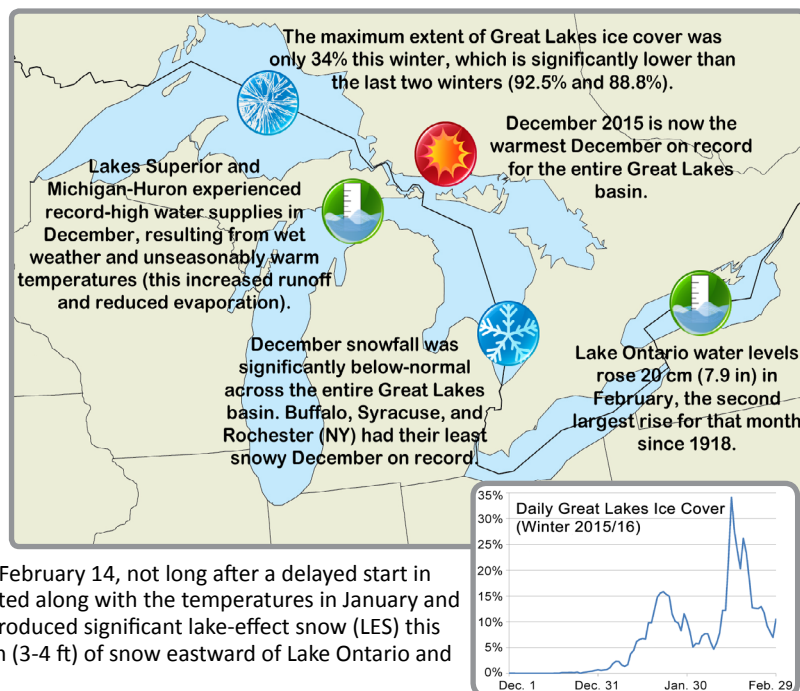 The maximum extent of Great Lakes ice cover was
only 34% this winter, which is significantly lower than
the last two winters (92.5% and 88.8%).
December 2015 is now the
warmest December on record
for the entire Great Lakes
basin.
Lakes Superior and
Michigan-Huron experienced
record-high water supplies in
December, resulting from wet
weather and unseasonably warm
temperatures (this increased runoff
and reduced evaporation).
December snowfall was
significantly below-normal
across the entire Great Lakes
basin. Buffalo, Syracuse, and
Rochester (NY) had their least
snowy December on record.
Lake Ontario water levels
rose 20 cm (7.9 in) in
February, the second
largest rise for that month
since 1918.
Daily Great Lakes Ice Cover
(Winter 2015/16)
35%
30%
25%
20%
15%
10%
5%
0%
Dec. 1 Dec. 31 Jan. 30 Feb. 29
February 14, not long after a delayed start in
ted along with the temperatures in January and
roduced significant lake-effect snow (LES) this
(3-4 ft) of snow eastward of Lake Ontario and